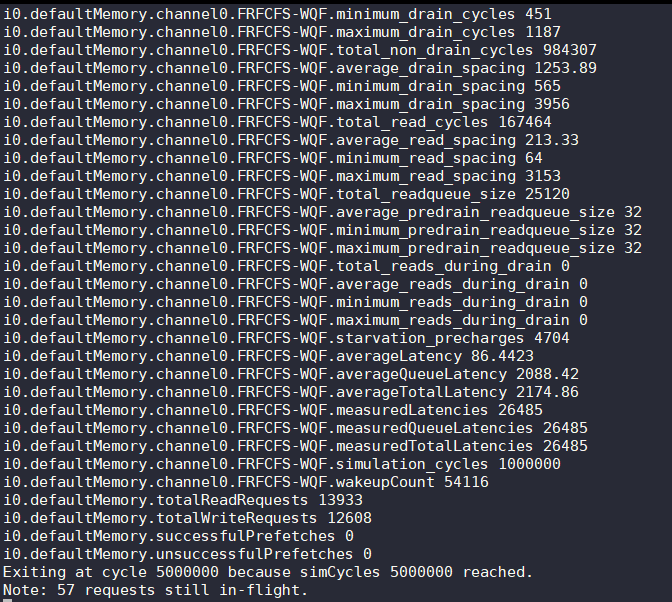 i0.defaultMemory.channel0.FRFCFS-WQF.minimum_drain_cycles 451
i0.defaultMemory.channel0.FRFCFS-WQF.maximum_drain_cycles 1187
i0.defaultMemory.channel0.FRFCFS-WQF.total_non_drain_cycles 984307
i0.defaultMemory.channel0.FRFCFS-WQF.average_drain_spacing 1253.89
i0.defaultMemory.channel0.FRFCFS-WQF.minimum_drain_spacing 565
i0.defaultMemory.channel0.FRFCFS-WQF.maximum_drain_spacing 3956
i0.defaultMemory.channel0.FRFCFS-WQF.total_read_cycles 167464
i0.defaultMemory.channel0.FRFCFS-WQF.average_read_spacing 213.33
i0.defaultMemory.channel0.FRFCFS-WQF.minimum_read_spacing 64
i0.defaultMemory.channel0.FRFCFS-WQF.maximum_read_spacing 3153
i0.defaultMemory.channel0.FRFCFS-WQF.total_readqueue_size 25120
i0.defaultMemory.channel0.FRFCFS-WQF.average_predrain_readqueue_size 32
i0.defaultMemory.channel0.FRFCFS-WQF.minimum_predrain_readqueue_size 32
i0.defaultMemory.channel0.FRFCFS-WQF.maximum_predrain_readqueue_size 32
i0.defaultMemory.channel0.FRFCFS-WQF.total_reads_during_drain 0
i0.defaultMemory.channel0.FRFCFS-WQF.average_reads_during_drain 0
i0.defaultMemory.channel0.FRFCFS-WQF.minimum_reads_during_drain 0
i0.defaultMemory.channel0.FRFCFS-WQF.maximum_reads_during_drain 0
i0.defaultMemory.channel0.FRFCFS-WQF.starvation_precharges 4704
i0.defaultMemory.channel0.FRFCFS-WQF.averageLatency 86.4423
i0.defaultMemory.channel0.FRFCFS-WQF.averageQueueLatency 2088.42
i0.defaultMemory.channel0.FRFCFS-WQF.averageTotalLatency 2174.86
i0.defaultMemory.channel0.FRFCFS-WQF.measuredLatencies 26485
i0.defaultMemory.channel0.FRFCFS-WQF.measuredQueueLatencies 26485
i0.defaultMemory.channel0.FRFCFS-WQF.measuredTotalLatencies 26485
i0.defaultMemory.channel0.FRFCFS-WQF.simulation_cycles 1000000
i0.defaultMemory.channel0.FRFCFS-WQF.wakeupCount 54116
i0.defaultMemory.totalReadRequests 13933
i0.defaultMemory.totalWriteRequests 12608
i0.defaultMemory.successfulPrefetches 0
i0.defaultMemory.unsuccessfulPrefetches 0
Exiting at cycle 5000000 because simCycles 5000000 reached.
Note: 57 requests still in-flight.